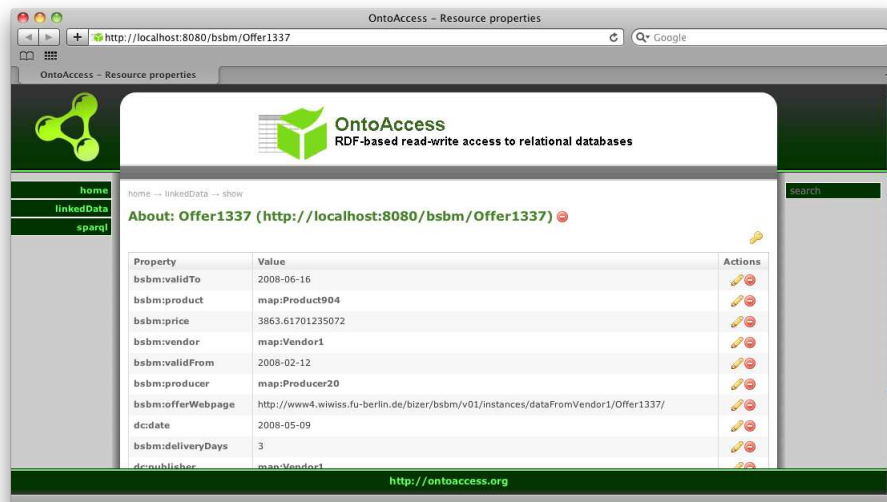 OntoAccess – Resource properties
http://localhost:8080/bsbm/Offer1337
Google
OntoAccess – Resource properties
OntoAccess
RDF-based read-write access to relational databases
home
linkedData
sparql
home → linkedData → show
search
About: Offer1337 (http://localhost:8080/bsbm/Offer1337)
Property Value Actions
bsbm:validTo 2008-06-16
bsbm:product map:Product904
bsbm:price 3863.61701235072
bsbm:vendor map:Vendor1
bsbm:validFrom 2008-02-12
bsbm:producer map:Producer20
bsbm:offerWebpage http://www4.wiwiss.fu-berlin.de/bizer/bsbm/v01/instances/dataFromVendor1/Offer1337/
dc:date 2008-05-09
bsbm:deliveryDays 3
dc:publisher map:Vendor1
http://ontoaccess.org